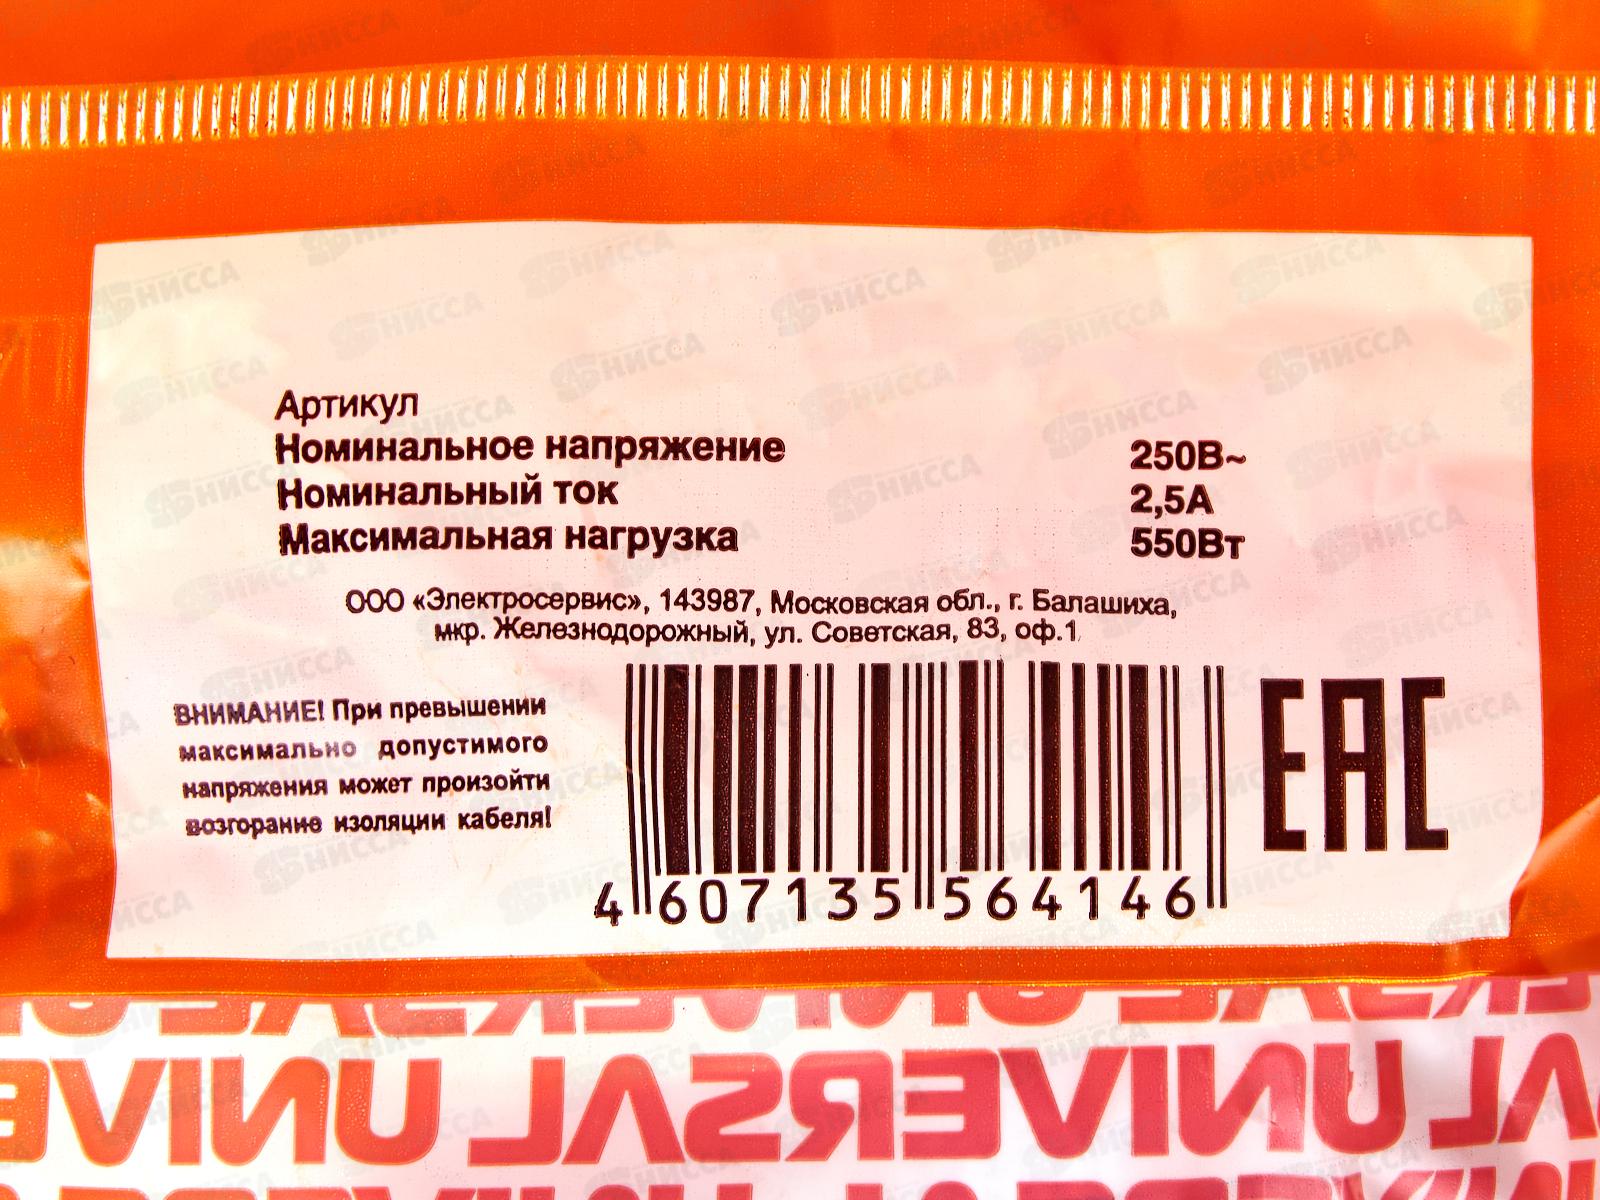 Артикул
Номинальное напряжение 250В~
Номинальный ток 2,5А
Максимальная нагрузка 550Вт
ООО «Электросервис», 143987, Московская обл., г. Балашиха,
мкр. Железнодорожный, ул. Советская, 83, оф.1
ВНИМАНИЕ! При превышении
максимально допустимого
напряжения может произойти
возгорание изоляции кабеля!
4 607135 564146
EAC
UNIVERSAL UNIVERSAL
НИССА